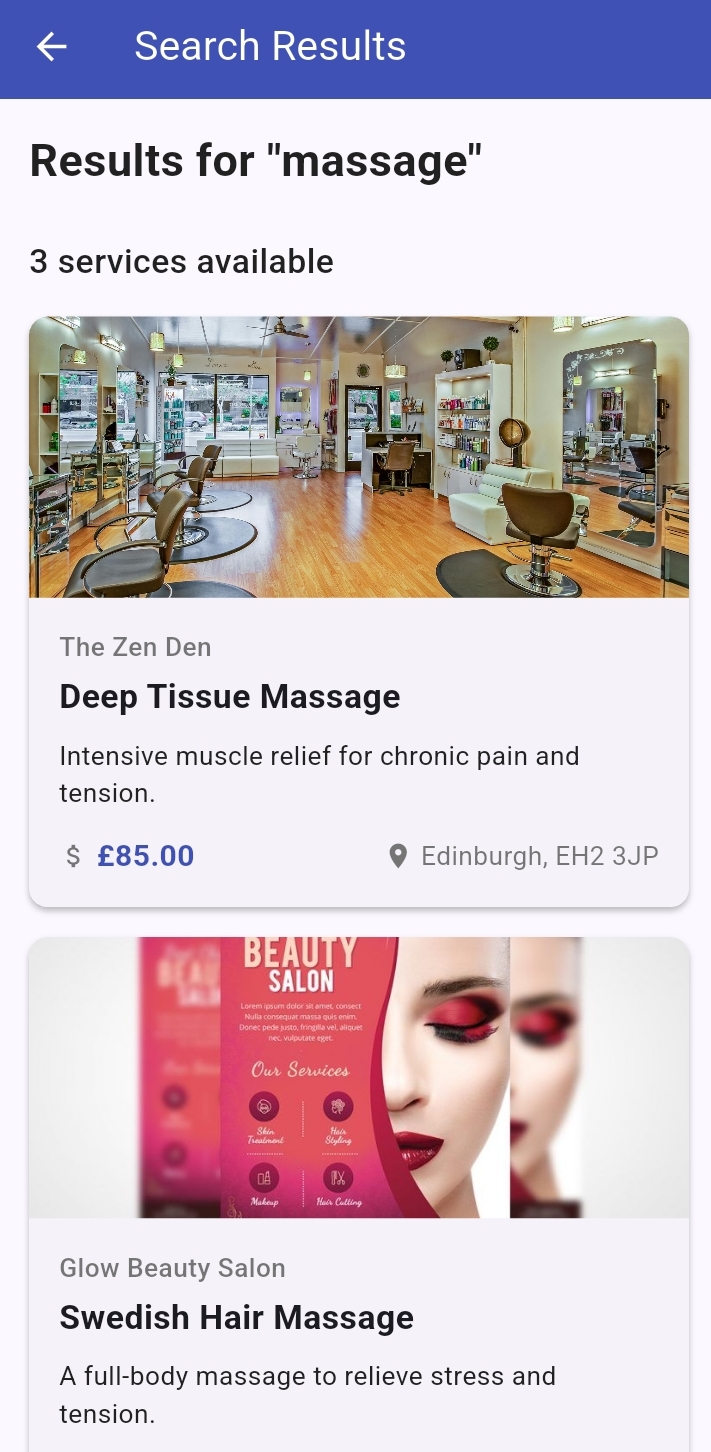 Search Results
Results for "massage"
3 services available
The Zen Den
Deep Tissue Massage
Intensive muscle relief for chronic pain and
tension.
$ £85.00
Edinburgh, EH2 3JP
BEAUTY
SALON
Lorem ipsum dolor sit amet, consect
Nulla consequat massa quis enim.
Donec pede justo, fringilla vel, aliquet
nec, vulputate eget.
Our Services
Skin
Treatment
Hair
Styling
Makeup
Hair Cutting
Glow Beauty Salon
Swedish Hair Massage
A full-body massage to relieve stress and
tension.